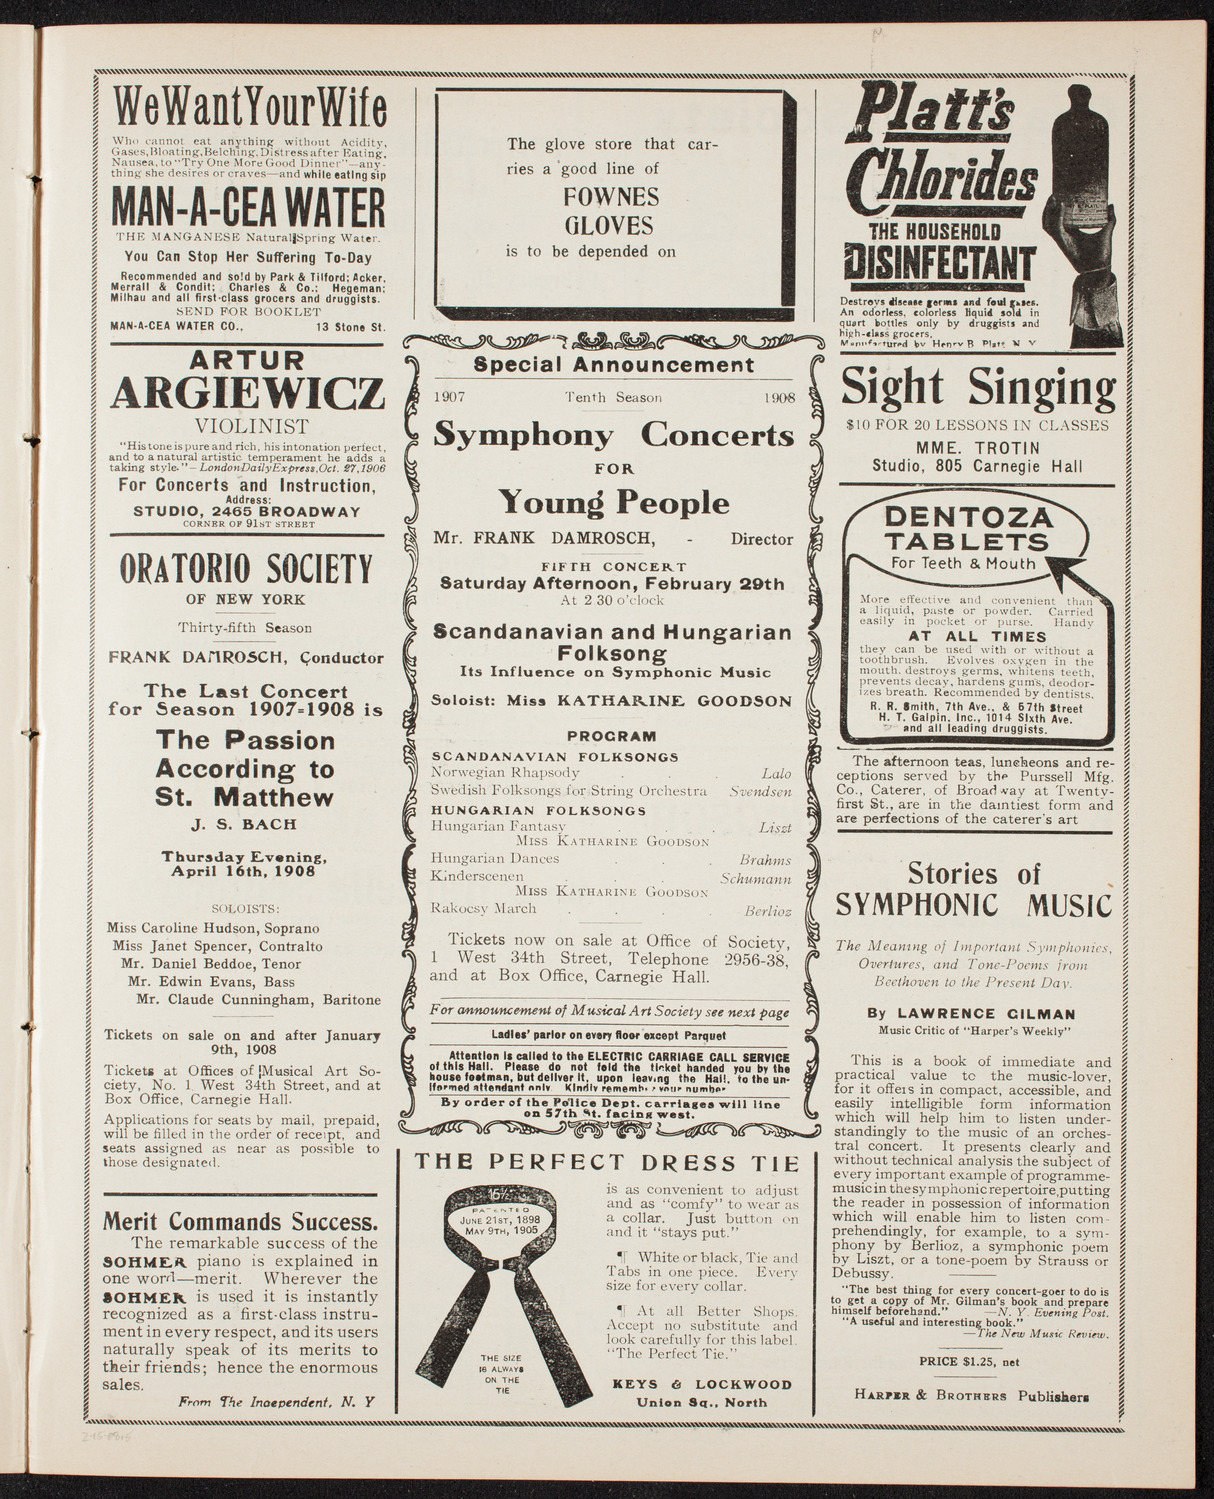 We Want Your Wife
Who cannot eat anything without Acidity,
Gases, Bloating, Belching, Distress after Eating,
Nausea, to "Try One More Good Dinner"—any-
thing she desires or craves—and while eating sip
MAN-A-CEA WATER
THE MANGANESE Natural Spring Water.
You Can Stop Her Suffering To-Day
Recommended and sold by Park & Tilford; Acker,
Merrall & Condit; Charles & Co.; Hegeman;
Milhau and all first-class grocers and druggists.
SEND FOR BOOKLET
MAN-A-CEA WATER CO., 13 Stone St.
ARTUR
ARGIEWICZ
VIOLINIST
"His tone is pure and rich, his intonation perfect,
and to a natural artistic temperament he adds a
taking style."—London Daily Express, Oct. 27, 1906
For Concerts and Instruction,
Address:
STUDIO, 2465 BROADWAY
CORNER OF 91ST STREET
ORATORIO SOCIETY
OF NEW YORK
Thirty-fifth Season
FRANK DAMROSCH, Conductor
The Last Concert
for Season 1907=1908 is
The Passion
According to
St. Matthew
J. S. BACH
Thursday Evening,
April 16th, 1908
SOLOISTS:
Miss Caroline Hudson, Soprano
Miss Janet Spencer, Contralto
Mr. Daniel Beddoe, Tenor
Mr. Edwin Evans, Bass
Mr. Claude Cunningham, Baritone
Tickets on sale on and after January
9th, 1908
Tickets at Offices of Musical Art So-
ciety, No. 1 West 34th Street, and at
Box Office, Carnegie Hall.
Applications for seats by mail, prepaid,
will be filled in the order of receipt, and
seats assigned as near as possible to
those designated.
Merit Commands Success.
The remarkable success of the
SOHMER piano is explained in
one word—merit. Wherever the
SOHMER is used it is instantly
recognized as a first-class instru-
ment in every respect, and its users
naturally speak of its merits to
their friends; hence the enormous
sales.
From The Independent, N. Y
The glove store that car-
ries a good line of
FOWNES
GLOVES
is to be depended on
Special Announcement
1907 Tenth Season 1908
Symphony Concerts
FOR
Young People
Mr. FRANK DAMROSCH, - Director
FIFTH CONCERT
Saturday Afternoon, February 29th
At 2 30 o'clock
Scandanavian and Hungarian
Folksong
Its Influence on Symphonic Music
Soloist: Miss KATHARINE GOODSON
PROGRAM
SCANDANAVIAN FOLKSONGS
Norwegian Rhapsody . . . Lalo
Swedish Folksongs for String Orchestra Svendsen
HUNGARIAN FOLKSONGS
Hungarian Fantasy . . . Liszt
MISS KATHARINE GOODSON
Hungarian Dances . . . Brahms
Kinderscenen . . . Schumann
MISS KATHARINE GOODSON
Rakocsy March . . . . Berlioz
Tickets now on sale at Office of Society,
1 West 34th Street, Telephone 2956-38,
and at Box Office, Carnegie Hall.
For announcement of Musical Art Society see next page
Ladies' parlor on every floor except Parquet
Attention is called to the ELECTRIC CARRIAGE CALL SERVICE
of this Hall. Please do not fold the ticket handed you by the
house footman, but deliver it, upon leaving the Hall, to the un-
iformed attendant only Kindly remember your number
By order of the Police Dept. carriages will line
on 57th St. facing west.
THE PERFECT DRESS TIE
15½
PATENTED
JUNE 21ST, 1898
MAY 9TH, 1905
THE SIZE
IS ALWAYS
ON THE
TIE
is as convenient to adjust
and as "comfy" to wear as
a collar. Just button on
and it "stays put."
¶ White or black, Tie and
Tabs in one piece. Every
size for every collar.
¶ At all Better Shops.
Accept no substitute and
look carefully for this label.
"The Perfect Tie."
KEYS & LOCKWOOD
Union Sq., North
Platt's
Chlorides
THE HOUSEHOLD
DISINFECTANT
Destroys disease germs and foul gases.
An odorless, colorless liquid sold in
quart bottles only by druggists and
high-class grocers.
Manufactured by Henry B Platt N Y
Sight Singing
$10 FOR 20 LESSONS IN CLASSES
MME. TROTIN
Studio, 805 Carnegie Hall
DENTOZA
TABLETS
For Teeth & Mouth
More effective and convenient than
a liquid, paste or powder. Carried
easily in pocket or purse. Handy
AT ALL TIMES
they can be used with or without a
toothbrush. Evolves oxygen in the
mouth, destroys germs, whitens teeth,
prevents decay, hardens gums, deodor-
izes breath. Recommended by dentists.
R. R. Smith, 7th Ave., & 57th Street
H. T. Galpin, Inc., 1014 Sixth Ave.
and all leading druggists.
The afternoon teas, luncheons and re-
ceptions served by the Purssell Mfg.
Co., Caterer, of Broadway at Twenty-
first St., are in the daintiest form and
are perfections of the caterer's art
Stories of
SYMPHONIC MUSIC
The Meaning of Important Symphonies,
Overtures, and Tone-Poems from
Beethoven to the Present Day.
By LAWRENCE GILMAN
Music Critic of "Harper's Weekly"
This is a book of immediate and
practical value to the music-lover,
for it offers in compact, accessible, and
easily intelligible form information
which will help him to listen under-
standingly to the music of an orches-
tral concert. It presents clearly and
without technical analysis the subject of
every important example of programme-
music in the symphonic repertoire, putting
the reader in possession of information
which will enable him to listen com-
prehendingly, for example, to a sym-
phony by Berlioz, a symphonic poem
by Liszt, or a tone-poem by Strauss or
Debussy.
"The best thing for every concert-goer to do is
to get a copy of Mr. Gilman's book and prepare
himself beforehand." —N. Y. Evening Post.
"A useful and interesting book."
—The New Music Review.
PRICE $1.25, net
HARPER & BROTHERS Publishers